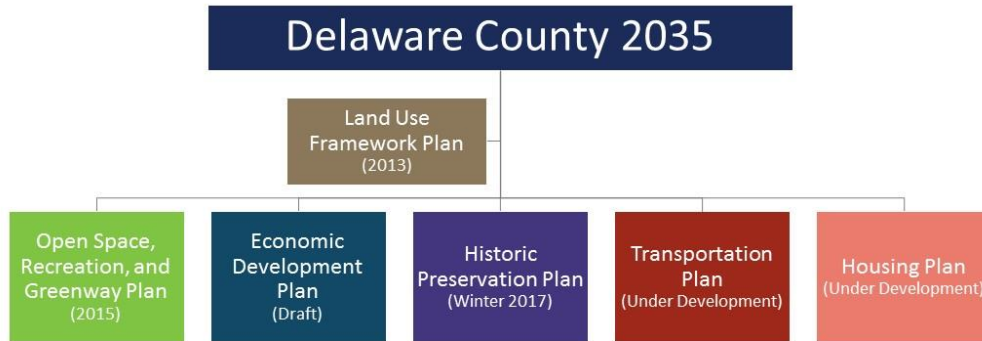 Delaware County 2035
Land Use
Framework Plan
(2013)
Open Space,
Recreation, and
Greenway Plan
(2015)
Economic
Development
Plan
(Draft)
Historic
Preservation Plan
(Winter 2017)
Transportation
Plan
(Under Development)
Housing Plan
(Under Development)